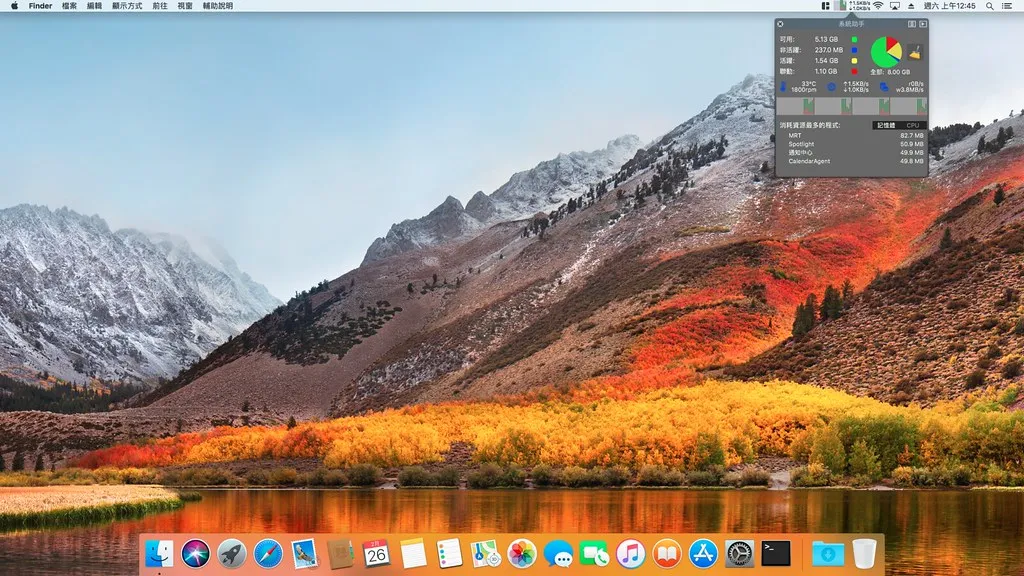 Finder 檔案 編輯 顯示方式 前往 視窗 輔助說明
↑1.5KB/s
↓1.0KB/s
週六 上午12:45
系統助手
可用: 5.13 GB
非活躍: 237.0 MB
活躍: 1.54 GB
聯動: 1.10 GB
全部: 8.00 GB
33°C
1800rpm
↑1.5KB/s
↓1.0KB/s
r0B/s
w3.8MB/s
消耗資源最多的程式: 記憶體 CPU
MRT 82.7 MB
Spotlight 50.9 MB
通知中心 49.9 MB
CalendarAgent 49.8 MB
26